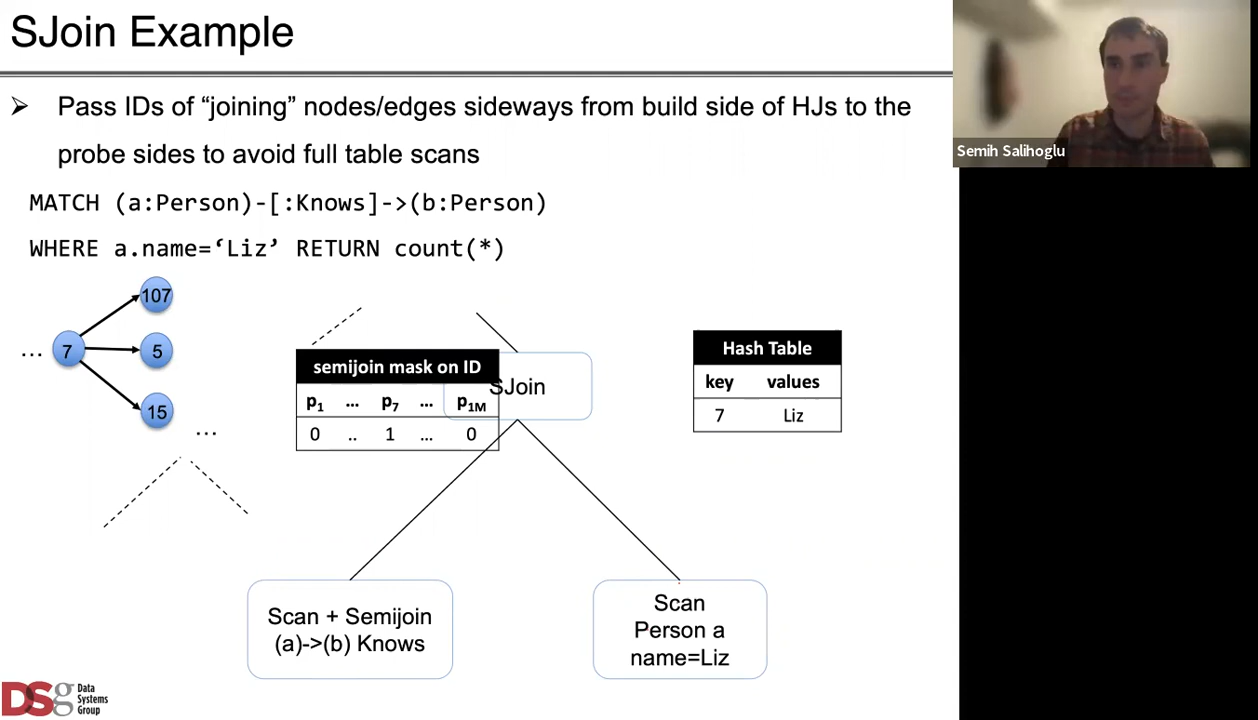 SJoin Example
➢ Pass IDs of “joining” nodes/edges sideways from build side of HJs to the
probe sides to avoid full table scans
MATCH (a:Person)-[:Knows]->(b:Person)
WHERE a.name=‘Liz’ RETURN count(*)
Semih Salihoglu
107
... 7 5
15
...
semijoin mask on ID
p1 ... p7 ... p1M
0 .. 1 ... 0
SJoin
Hash Table
key values
7 Liz
Scan + Semijoin
(a)->(b) Knows
Scan
Person a
name=Liz
DSg Data
Systems
Group